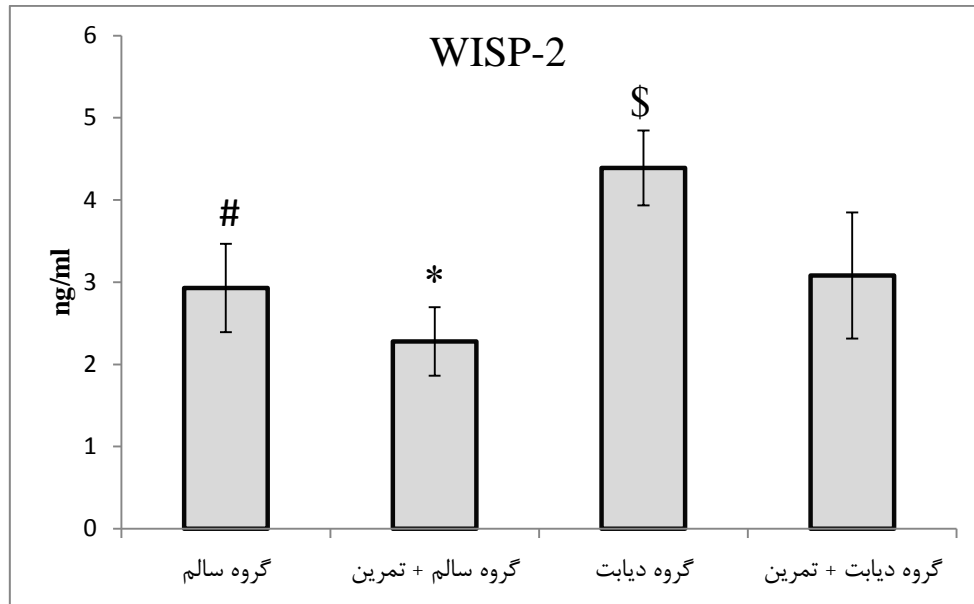 WISP-2
ng/ml
6
5
4
3
2
1
0
#
*
$
گروه سالم
گروه سالم + تمرین
گروه دیابت
گروه دیابت + تمرین